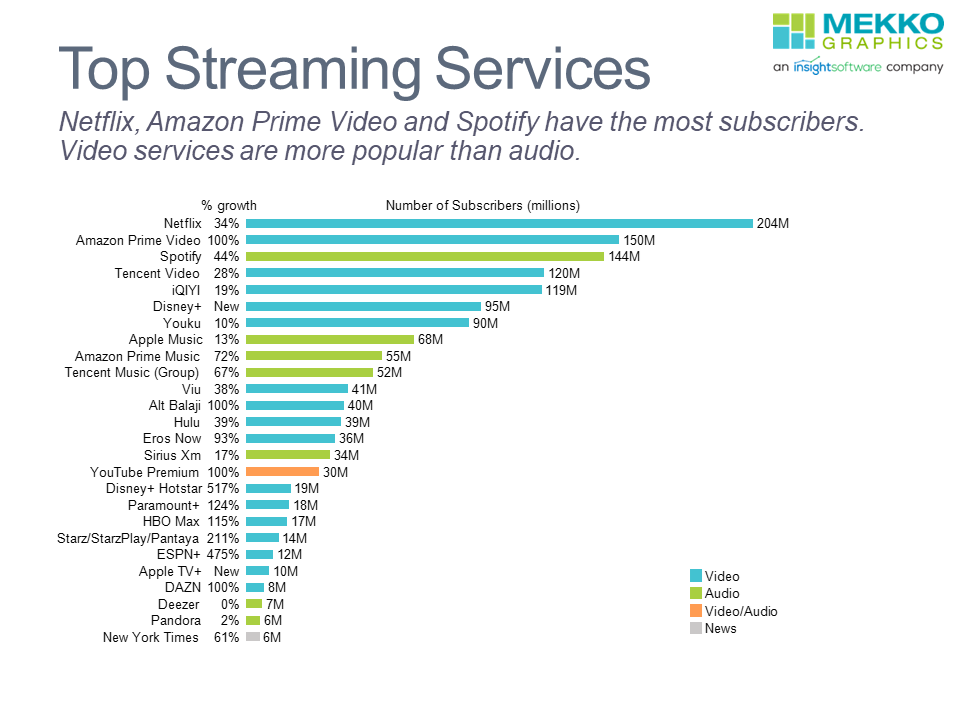 MEKKO
GRAPHICS
an insightsoftware company
Top Streaming Services
Netflix, Amazon Prime Video and Spotify have the most subscribers.
Video services are more popular than audio.
% growth Number of Subscribers (millions)
Netflix 34% 204M
Amazon Prime Video 100% 150M
Spotify 44% 144M
Tencent Video 28% 120M
iQIYI 19% 119M
Disney+ New 95M
Youku 10% 90M
Apple Music 13% 68M
Amazon Prime Music 72% 55M
Tencent Music (Group) 67% 52M
Viu 38% 41M
Alt Balaji 100% 40M
Hulu 39% 39M
Eros Now 93% 36M
Sirius Xm 17% 34M
YouTube Premium 100% 30M
Disney+ Hotstar 517% 19M
Paramount+ 124% 18M
HBO Max 115% 17M
Starz/StarzPlay/Pantaya 211% 14M
ESPN+ 475% 12M
Apple TV+ New 10M
DAZN 100% 8M
Deezer 0% 7M
Pandora 2% 6M
New York Times 61% 6M
Video
Audio
Video/Audio
News